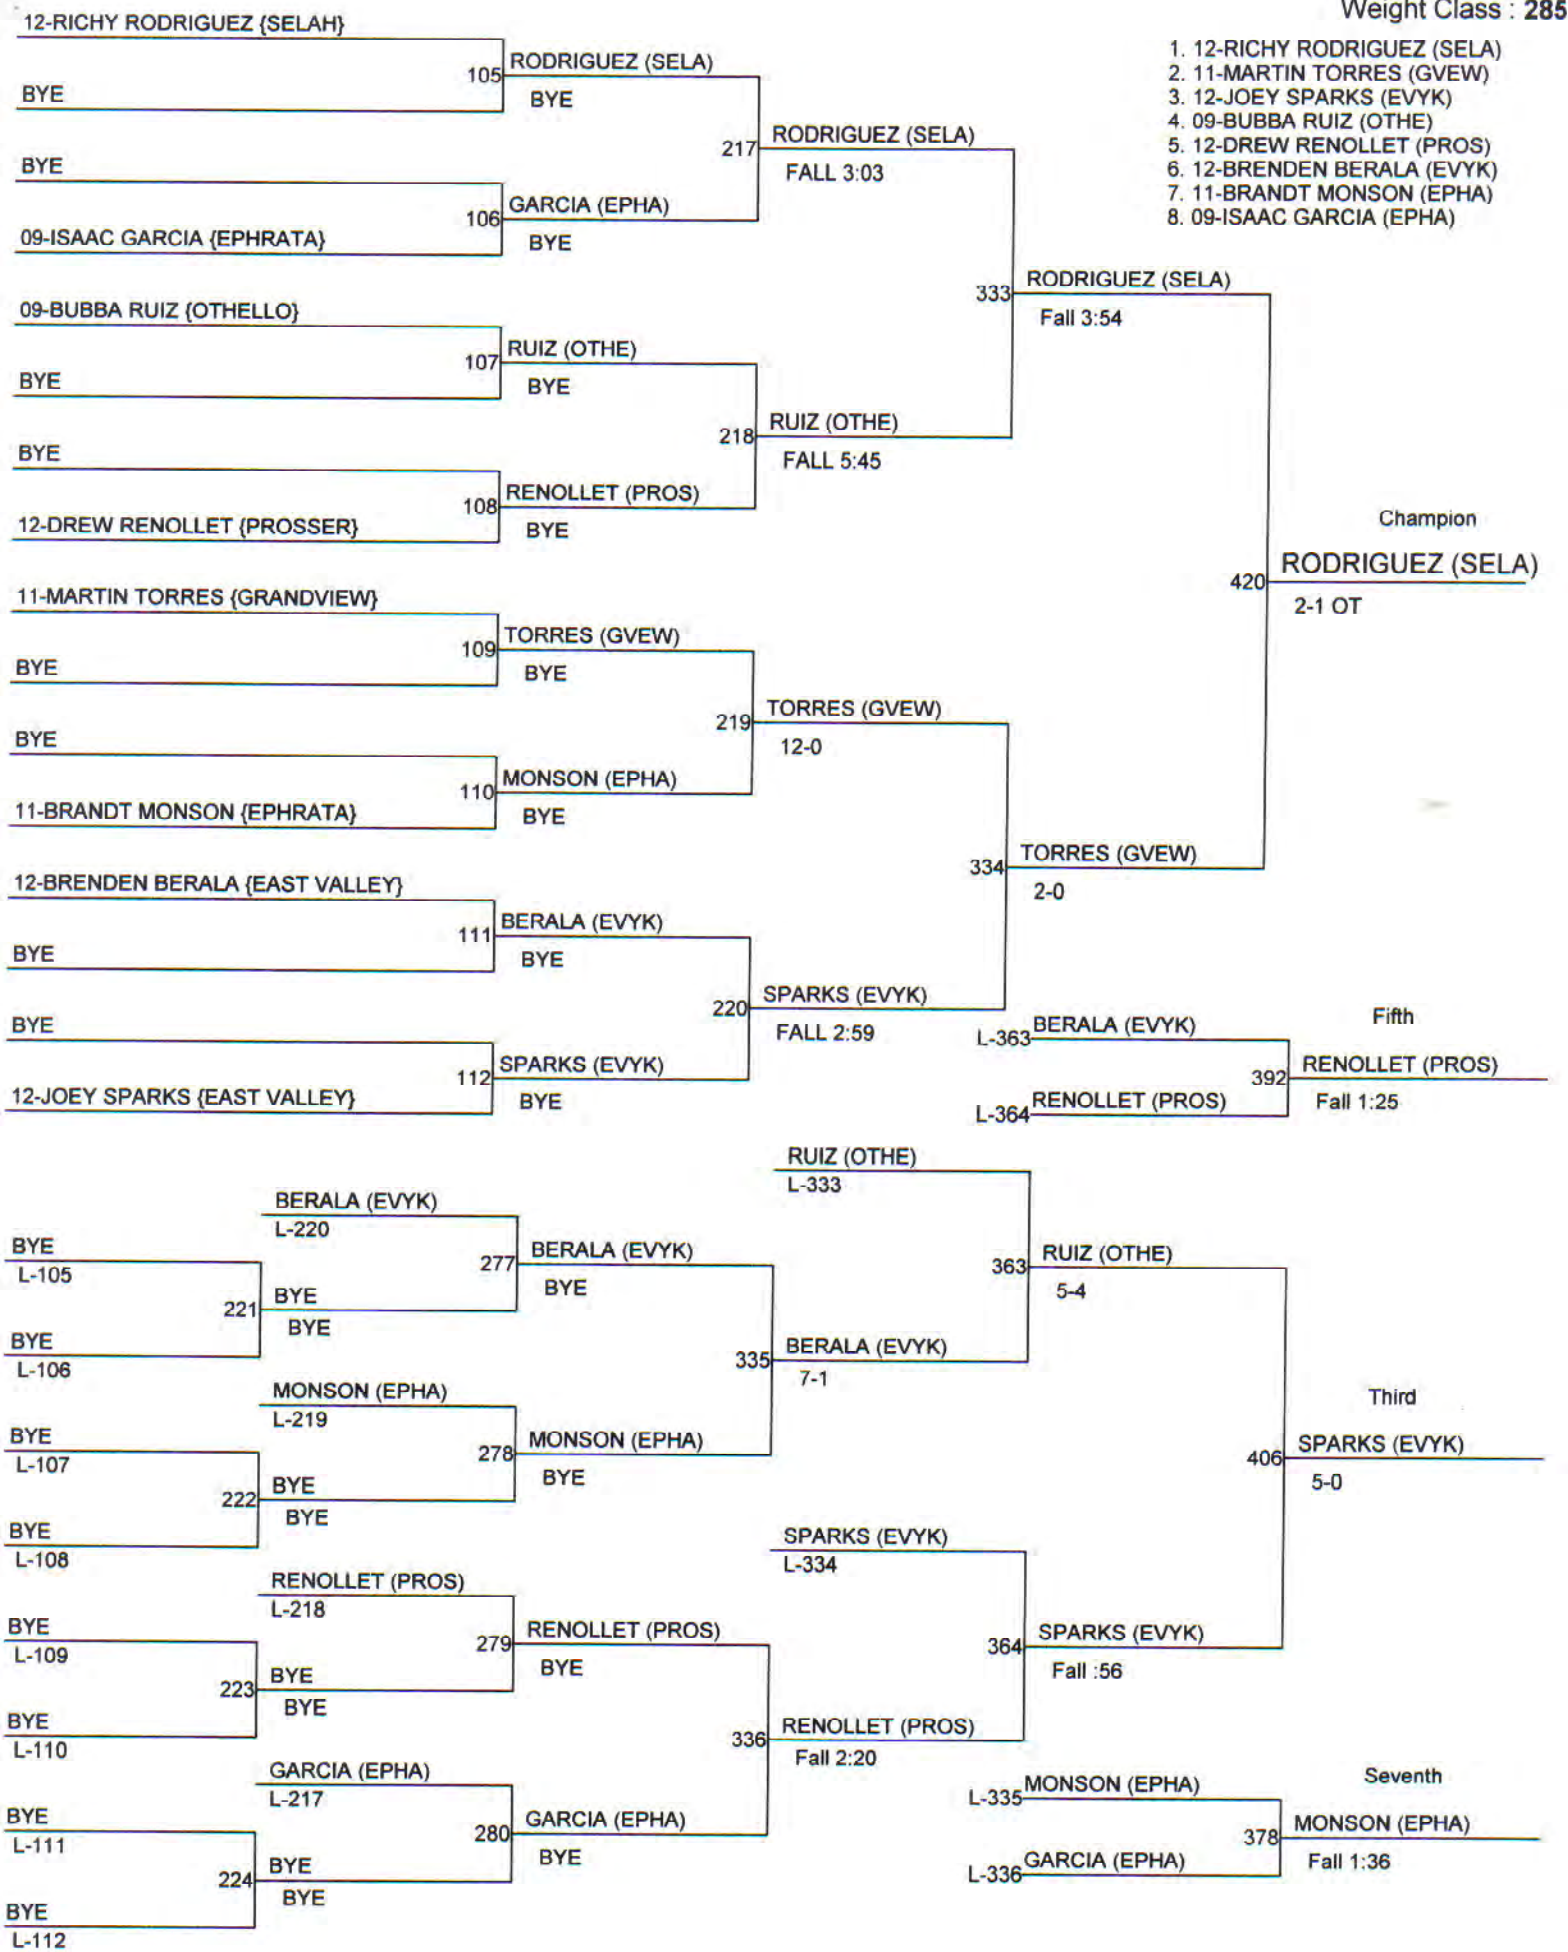 Weight Class : 285
1. 12-RICHY RODRIGUEZ (SELA)
2. 11-MARTIN TORRES (GVEW)
3. 12-JOEY SPARKS (EVYK)
4. 09-BUBBA RUIZ (OTHE)
5. 12-DREW RENOLLET (PROS)
6. 12-BRENDEN BERALA (EVYK)
7. 11-BRANDT MONSON (EPHA)
8. 09-ISAAC GARCIA (EPHA)
12-RICHY RODRIGUEZ {SELAH}
105
BYE
BYE
106
09-ISAAC GARCIA {EPHRATA}
09-BUBBA RUIZ {OTHELLO}
107
BYE
BYE
108
12-DREW RENOLLET {PROSSER}
11-MARTIN TORRES {GRANDVIEW}
109
BYE
BYE
110
11-BRANDT MONSON {EPHRATA}
12-BRENDEN BERALA {EAST VALLEY}
111
BYE
BYE
112
12-JOEY SPARKS {EAST VALLEY}
RODRIGUEZ (SELA)
BYE
217
GARCIA (EPHA)
BYE
RUIZ (OTHE)
BYE
218
RENOLLET (PROS)
BYE
TORRES (GVEW)
BYE
219
MONSON (EPHA)
BYE
BERALA (EVYK)
BYE
220
SPARKS (EVYK)
BYE
RODRIGUEZ (SELA)
FALL 3:03
333
RUIZ (OTHE)
FALL 5:45
TORRES (GVEW)
12-0
334
SPARKS (EVYK)
FALL 2:59
RODRIGUEZ (SELA)
Fall 3:54
420
TORRES (GVEW)
2-0
Champion
RODRIGUEZ (SELA)
2-1 OT
Fifth
L-363 BERALA (EVYK)
392
L-364 RENOLLET (PROS)
RENOLLET (PROS)
Fall 1:25
BYE
L-105
221
BYE
L-106
BYE
L-107
222
BYE
L-108
BYE
L-109
223
BYE
L-110
BYE
L-111
224
BYE
L-112
BERALA (EVYK)
L-220
277
BYE
BYE
MONSON (EPHA)
L-219
278
BYE
BYE
RENOLLET (PROS)
L-218
279
BYE
BYE
GARCIA (EPHA)
L-217
280
BYE
BYE
BERALA (EVYK)
BYE
335
MONSON (EPHA)
BYE
RENOLLET (PROS)
BYE
336
GARCIA (EPHA)
BYE
RUIZ (OTHE)
L-333
363
BERALA (EVYK)
7-1
SPARKS (EVYK)
L-334
364
RENOLLET (PROS)
Fall 2:20
RUIZ (OTHE)
5-4
406
SPARKS (EVYK)
Fall :56
Third
SPARKS (EVYK)
5-0
Seventh
L-335 MONSON (EPHA)
378
L-336 GARCIA (EPHA)
MONSON (EPHA)
Fall 1:36